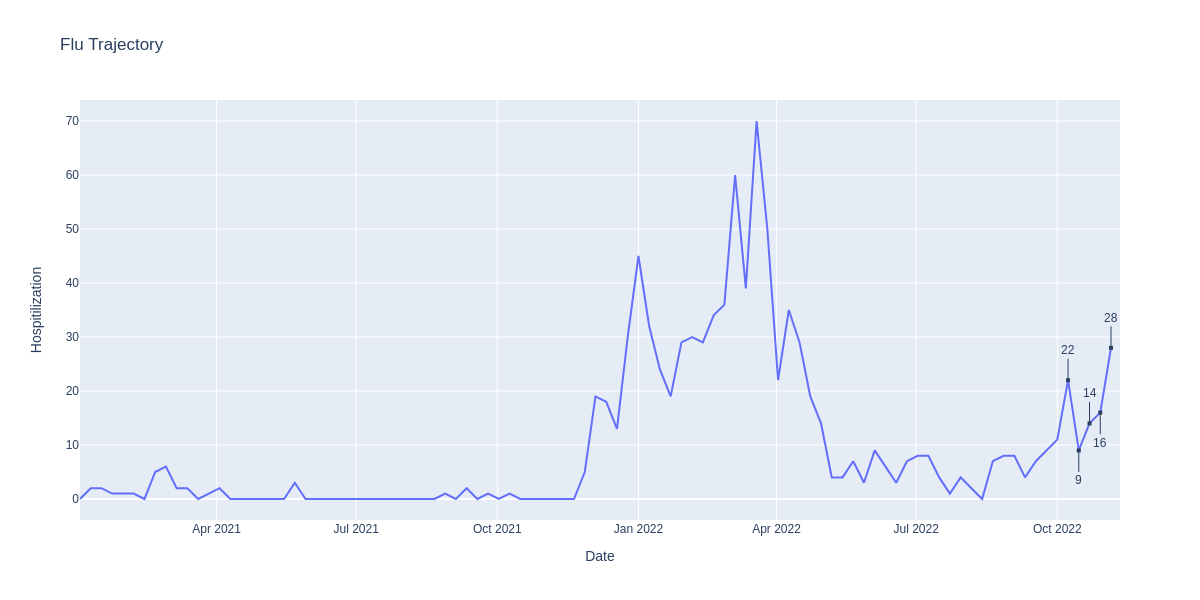 Flu Trajectory
70
60
50
40
30
20
10
0
Hospitilization
22
9
14
16
28
Apr 2021
Jul 2021
Oct 2021
Jan 2022
Apr 2022
Jul 2022
Oct 2022
Date